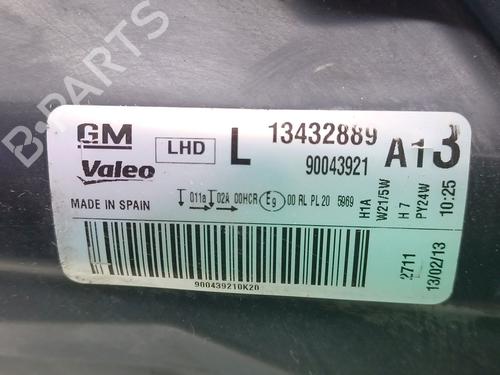 B-PARTS
GM
Valeo
LHD
L
13432889
90043921
A13
MADE IN SPAIN
011a 02A 00HCR E9 00 RL PL 20 5969
H1A
W21/5W
H 7
PY24W
10:25
2711
13/02/13
900439210K20